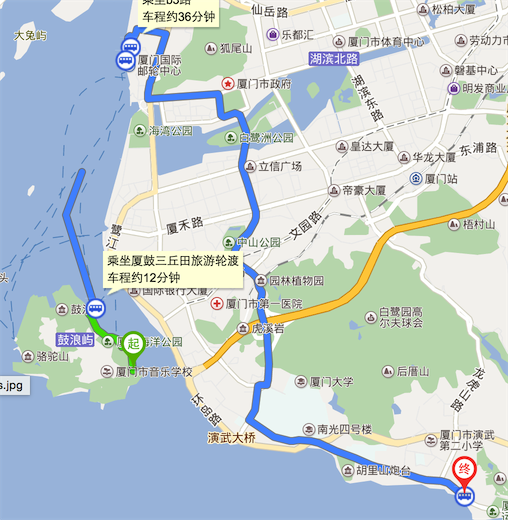 乘坐b3路
车程约36分钟
仙岳路
松柏大厦
大兔屿
狐尾山
乐都汇
厦门市体育中心
劳动力市
厦门国际
邮轮中心
湖滨北路
磐基中心
厦门市政府
明发商业
湖滨东路
海湾公园
白鹭洲公园
皇达大厦
东浦路
立信广场
华龙大厦
厦门站
帝豪大厦
厦禾路
文园路
梧村山
鹭江
中山公园
乘坐厦鼓三丘田旅游轮渡
车程约12分钟
头
园林植物园
国际银行大厦
厦门市第一医院
鼓
白鹭园高
尔夫球会
虎溪岩
鼓浪屿
起
洋公园
骆驼山
厦门市音乐学校
厦门大学
后厝山
龙虎山路
s.jpg
环岛路
演武大桥
南光四号楼
厦门市演武
第二小学
胡里山炮台
终